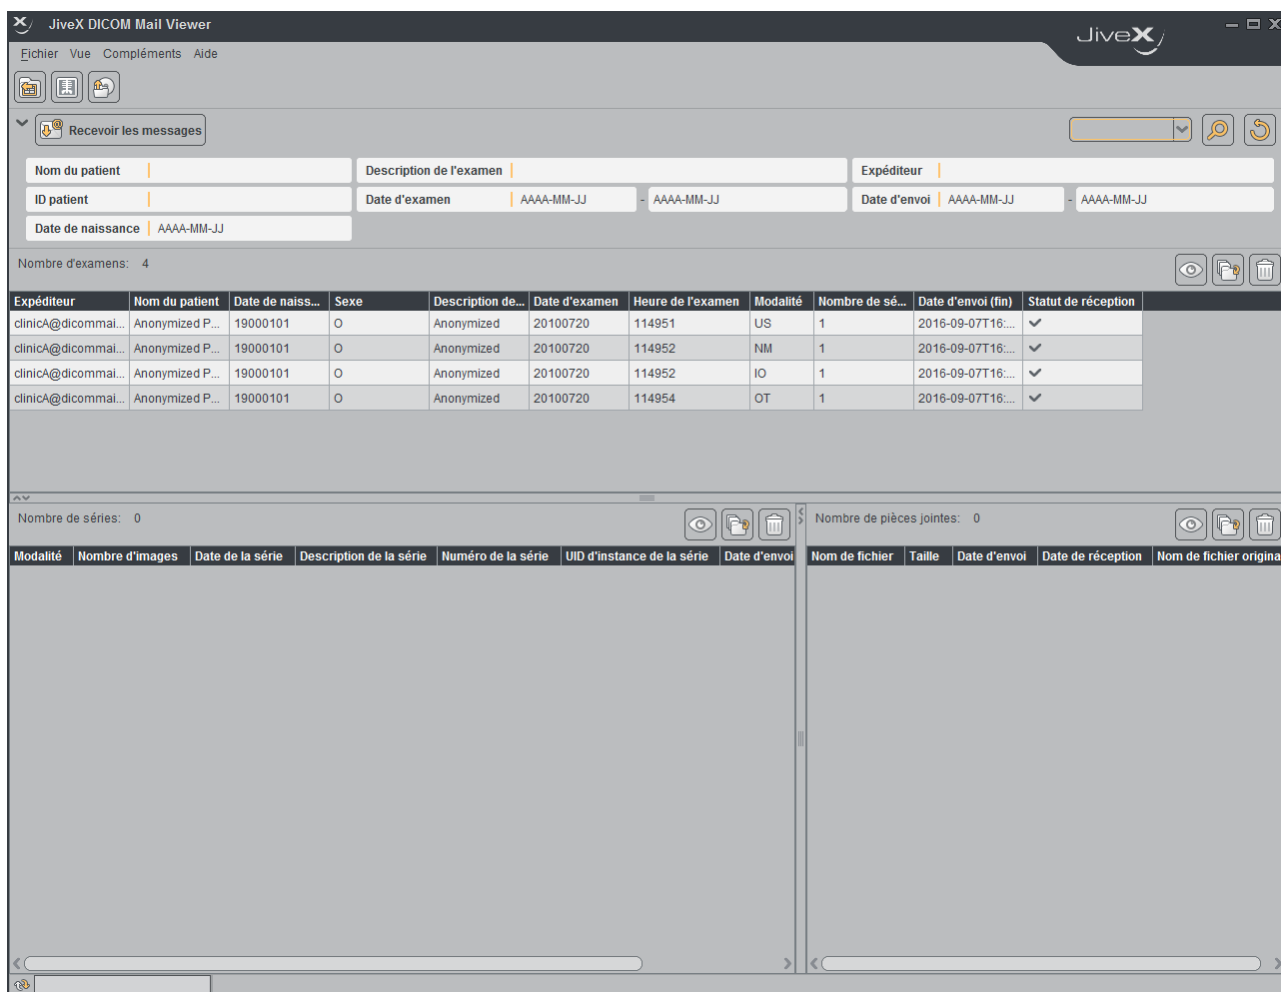 JiveX DICOM Mail Viewer
JiveX
Fichier Vue Compléments Aide
Recevoir les messages
Nom du patient Description de l'examen Expéditeur
ID patient Date d'examen AAAA-MM-JJ - AAAA-MM-JJ Date d'envoi AAAA-MM-JJ - AAAA-MM-JJ
Date de naissance AAAA-MM-JJ
Nombre d'examens: 4
Expéditeur Nom du patient Date de naiss... Sexe Description de... Date d'examen Heure de l'examen Modalité Nombre de sé... Date d'envoi (fin) Statut de réception
clinicA@dicommai... Anonymized P... 19000101 O Anonymized 20100720 114951 US 1 2016-09-07T16:...
clinicA@dicommai... Anonymized P... 19000101 O Anonymized 20100720 114952 NM 1 2016-09-07T16:...
clinicA@dicommai... Anonymized P... 19000101 O Anonymized 20100720 114952 IO 1 2016-09-07T16:...
clinicA@dicommai... Anonymized P... 19000101 O Anonymized 20100720 114954 OT 1 2016-09-07T16:...
Nombre de séries: 0 Nombre de pièces jointes: 0
Modalité Nombre d'images Date de la série Description de la série Numéro de la série UID d'instance de la série Date d'envoi Nom de fichier Taille Date d'envoi Date de réception Nom de fichier origina